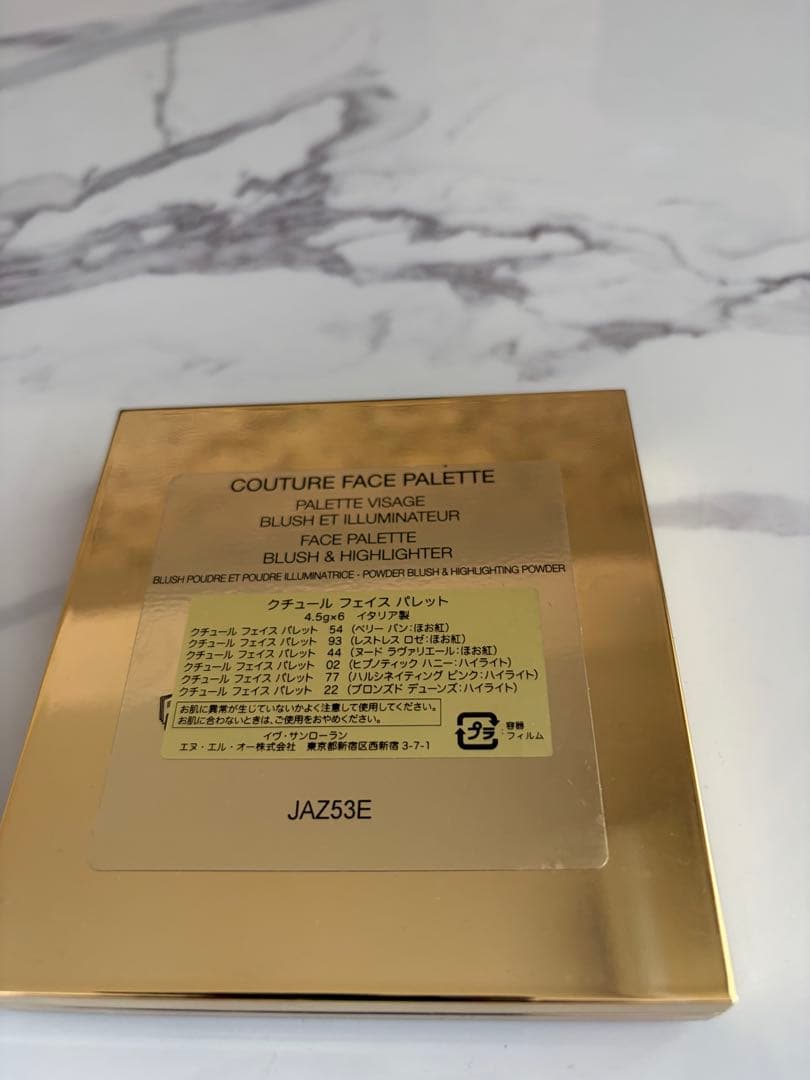 COUTURE FACE PALETTE
PALETTE VISAGE
BLUSH ET ILLUMINATEUR
FACE PALETTE
BLUSH & HIGHLIGHTER
BLUSH POUDRE ET POUDRE ILLUMINATRICE - POWDER BLUSH & HIGHLIGHTING POWDER
クチュール フェイス パレット
4.5g×6 イタリア製
クチュール フェイス パレット 54 (ベリー バン:ほお紅)
クチュール フェイス パレット 93 (レストレス ロゼ:ほお紅)
クチュール フェイス パレット 44 (ヌード ラヴァリエール:ほお紅)
クチュール フェイス パレット 02 (ヒプノティック ハニー:ハイライト)
クチュール フェイス パレット 77 (ハルシネイティング ピンク:ハイライト)
クチュール フェイス パレット 22 (ブロンズド デューンズ:ハイライト)
お肌に異常が生じていないかよく注意して使用してください。
お肌に合わないときは、ご使用をおやめください。
プラ
容器
フィルム
イヴ・サンローラン
エヌ・エル・オー株式会社 東京都新宿区西新宿3-7-1
JAZ53E